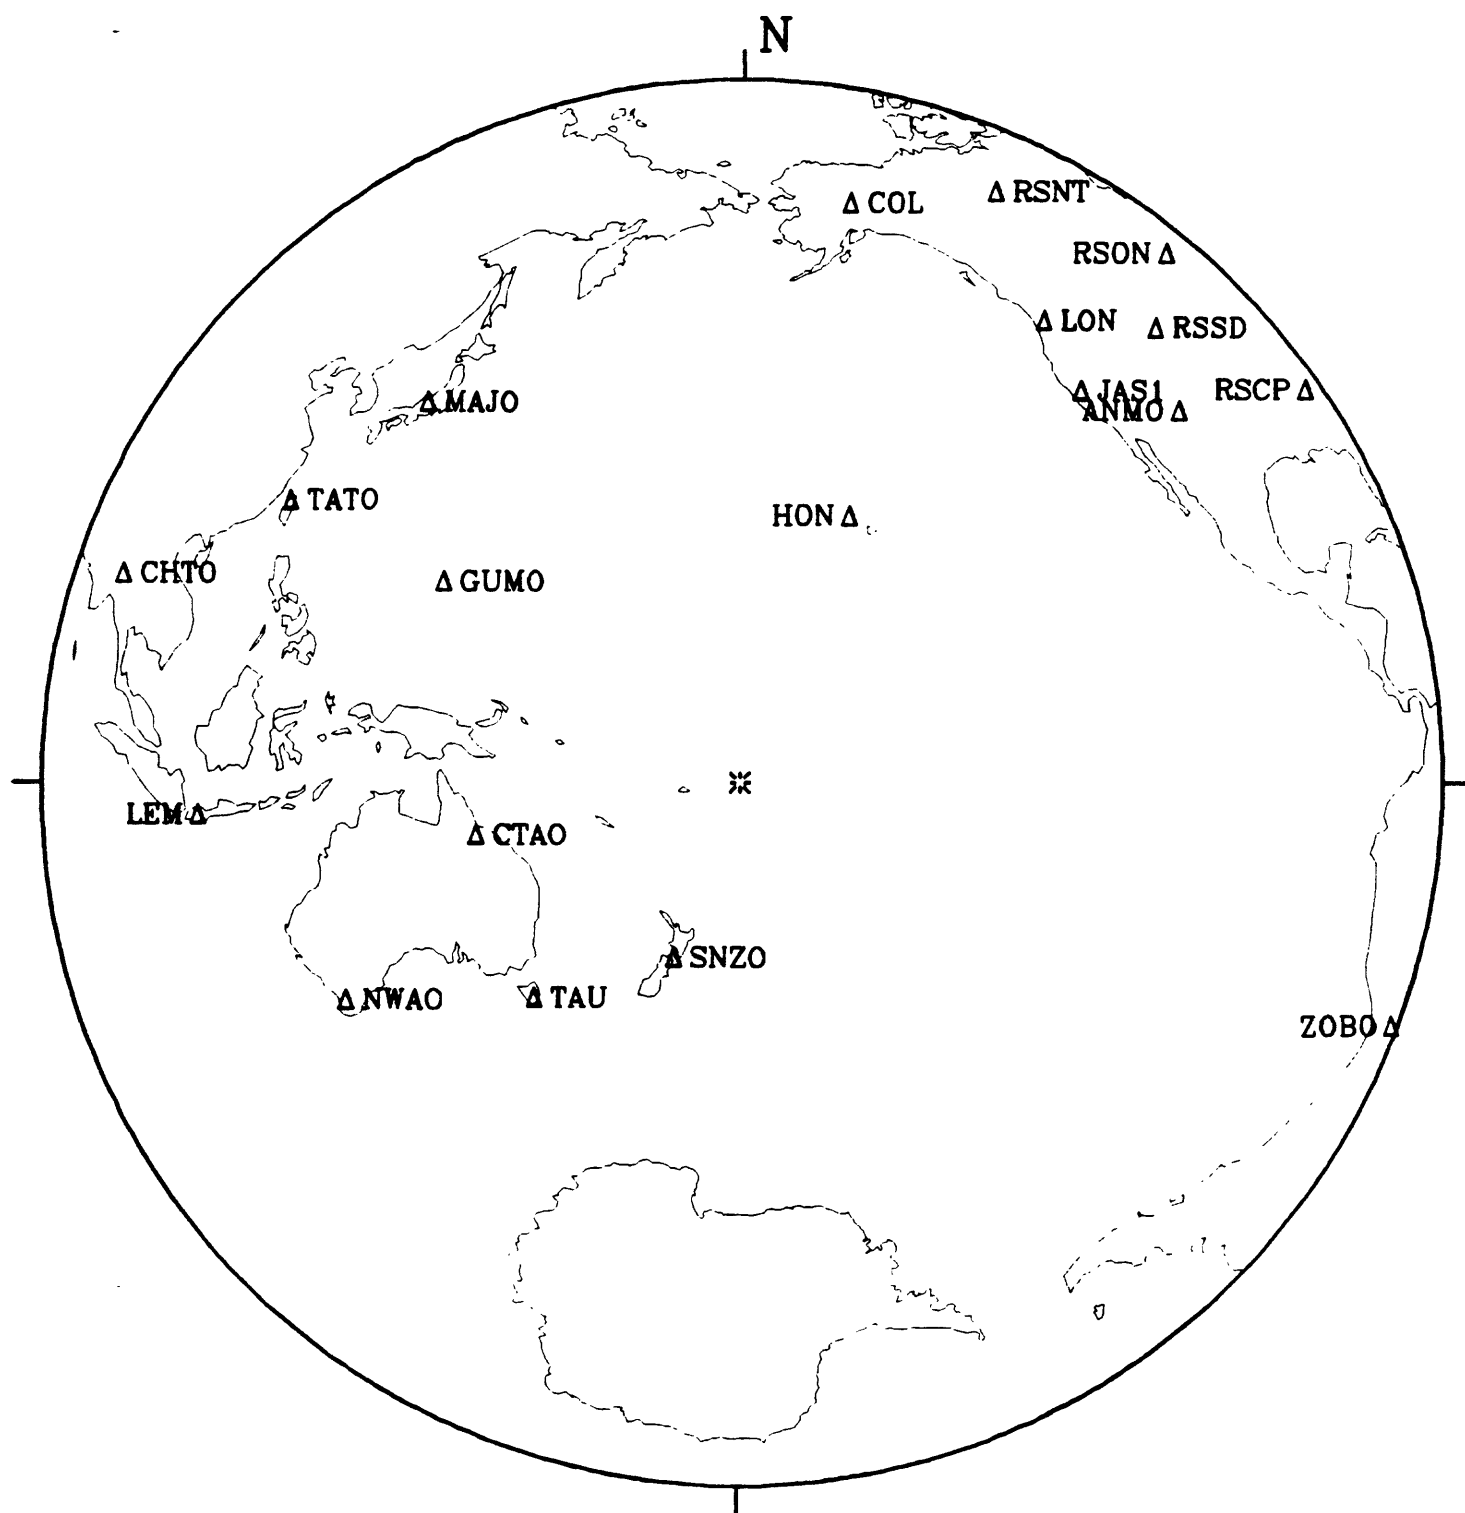 N
COL
RSNT
RSON
LON
RSSD
JAS1
RSCP
ANMO
MAJO
TATO
HON
CHTO
GUMO
LEM
CTAO
SNZO
NWAO
TAU
ZOBO